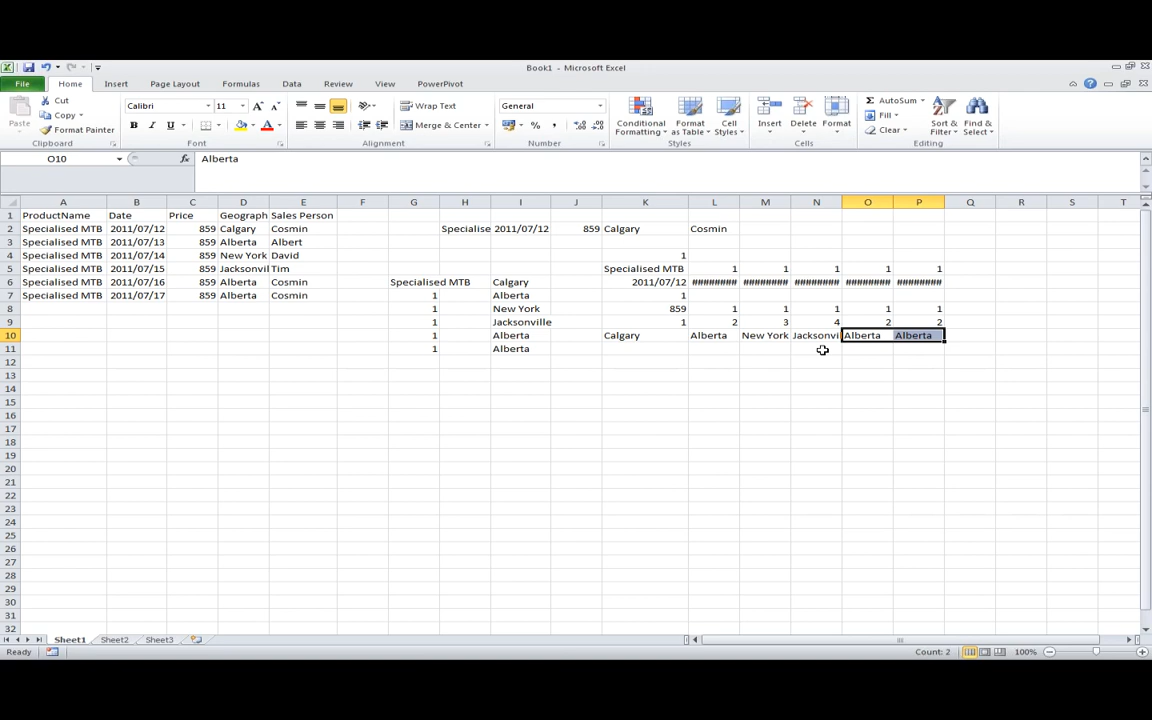 Book1 - Microsoft Excel
File Home Insert Page Layout Formulas Data Review View PowerPivot
Paste Cut Copy Format Painter Clipboard
Calibri 11 Font
Wrap Text Merge & Center Alignment
General Number
Conditional Formatting Format as Table Cell Styles Styles
Insert Delete Format Cells
AutoSum Fill Clear Sort & Filter Find & Select Editing
O10 fx Alberta
A B C D E F G H I J K L M N O P Q R S T
1 ProductName Date Price Geograph Sales Person
2 Specialised MTB 2011/07/12 859 Calgary Cosmin Specialise 2011/07/12 859 Calgary Cosmin
3 Specialised MTB 2011/07/13 859 Alberta Albert
4 Specialised MTB 2011/07/14 859 New York David 1
5 Specialised MTB 2011/07/15 859 Jacksonvil Tim Specialised MTB 1 1 1 1 1
6 Specialised MTB 2011/07/16 859 Alberta Cosmin Specialised MTB Calgary 2011/07/12 ######## ######## ######## ######## ########
7 Specialised MTB 2011/07/17 859 Alberta Cosmin 1 Alberta 1
8 1 New York 859 1 1 1 1 1
9 1 Jacksonville 1 2 3 4 2 2
10 1 Alberta Calgary Alberta New York Jacksonvi Alberta Alberta
11 1 Alberta
12
13
14
15
16
17
18
19
20
21
22
23
24
25
26
27
28
29
30
31
32
Sheet1 Sheet2 Sheet3
Ready Count: 2 100%